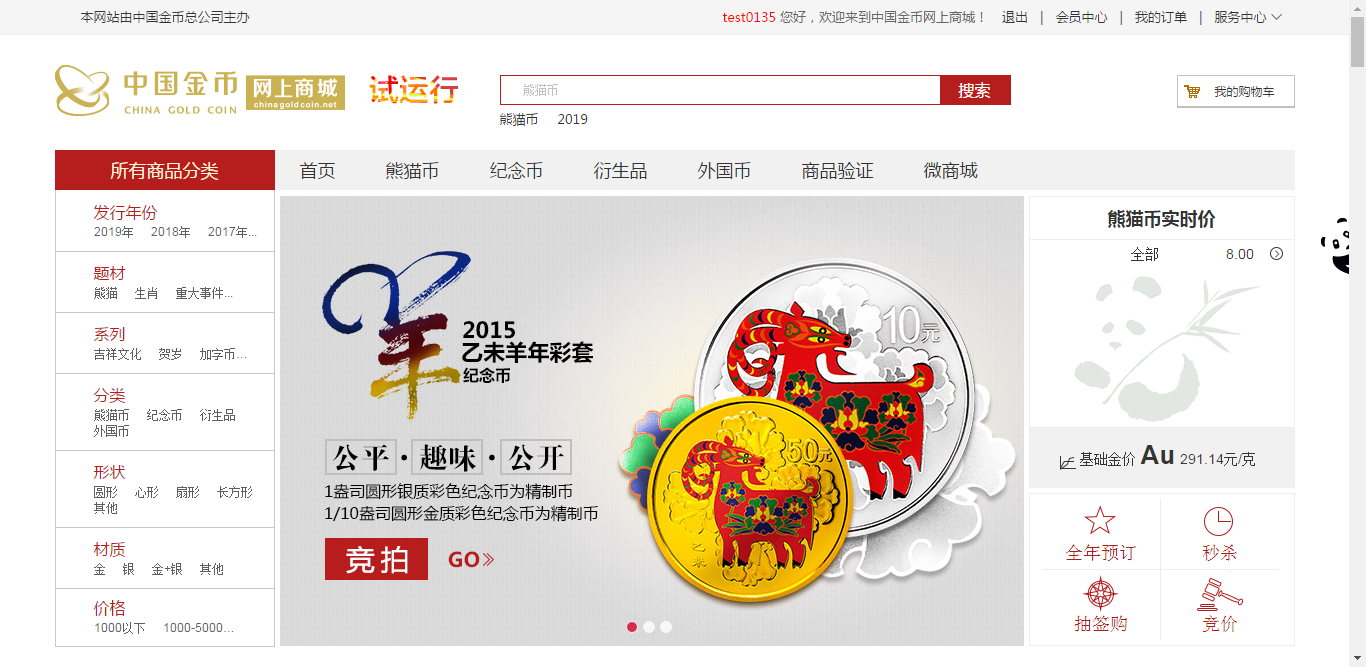 本网站由中国金币总公司主办
test0135 您好，欢迎来到中国金币网上商城！ 退出 | 会员中心 | 我的订单 | 服务中心
中国金币 网上商城
CHINA GOLD COIN chinagoldcoin.net
试运行
熊猫币 搜索
熊猫币 2019
我的购物车
所有商品分类 首页 熊猫币 纪念币 衍生品 外国币 商品验证 微商城
发行年份
2019年 2018年 2017年...
题材
熊猫 生肖 重大事件...
系列
吉祥文化 贺岁 加字币...
分类
熊猫币 纪念币 衍生品
外国币
形状
圆形 心形 扇形 长方形
其他
材质
金 银 金+银 其他
价格
1000以下 1000-5000...
羊
2015
乙未羊年彩套
纪念币
公平·趣味·公开
1盎司圆形银质彩色纪念币为精制币
1/10盎司圆形金质彩色纪念币为精制币
竞拍 GO»
10元
50元
乙未
熊猫币实时价
全部 8.00
基础金价 Au 291.14元/克
全年预订 秒杀
抽签购 竞价